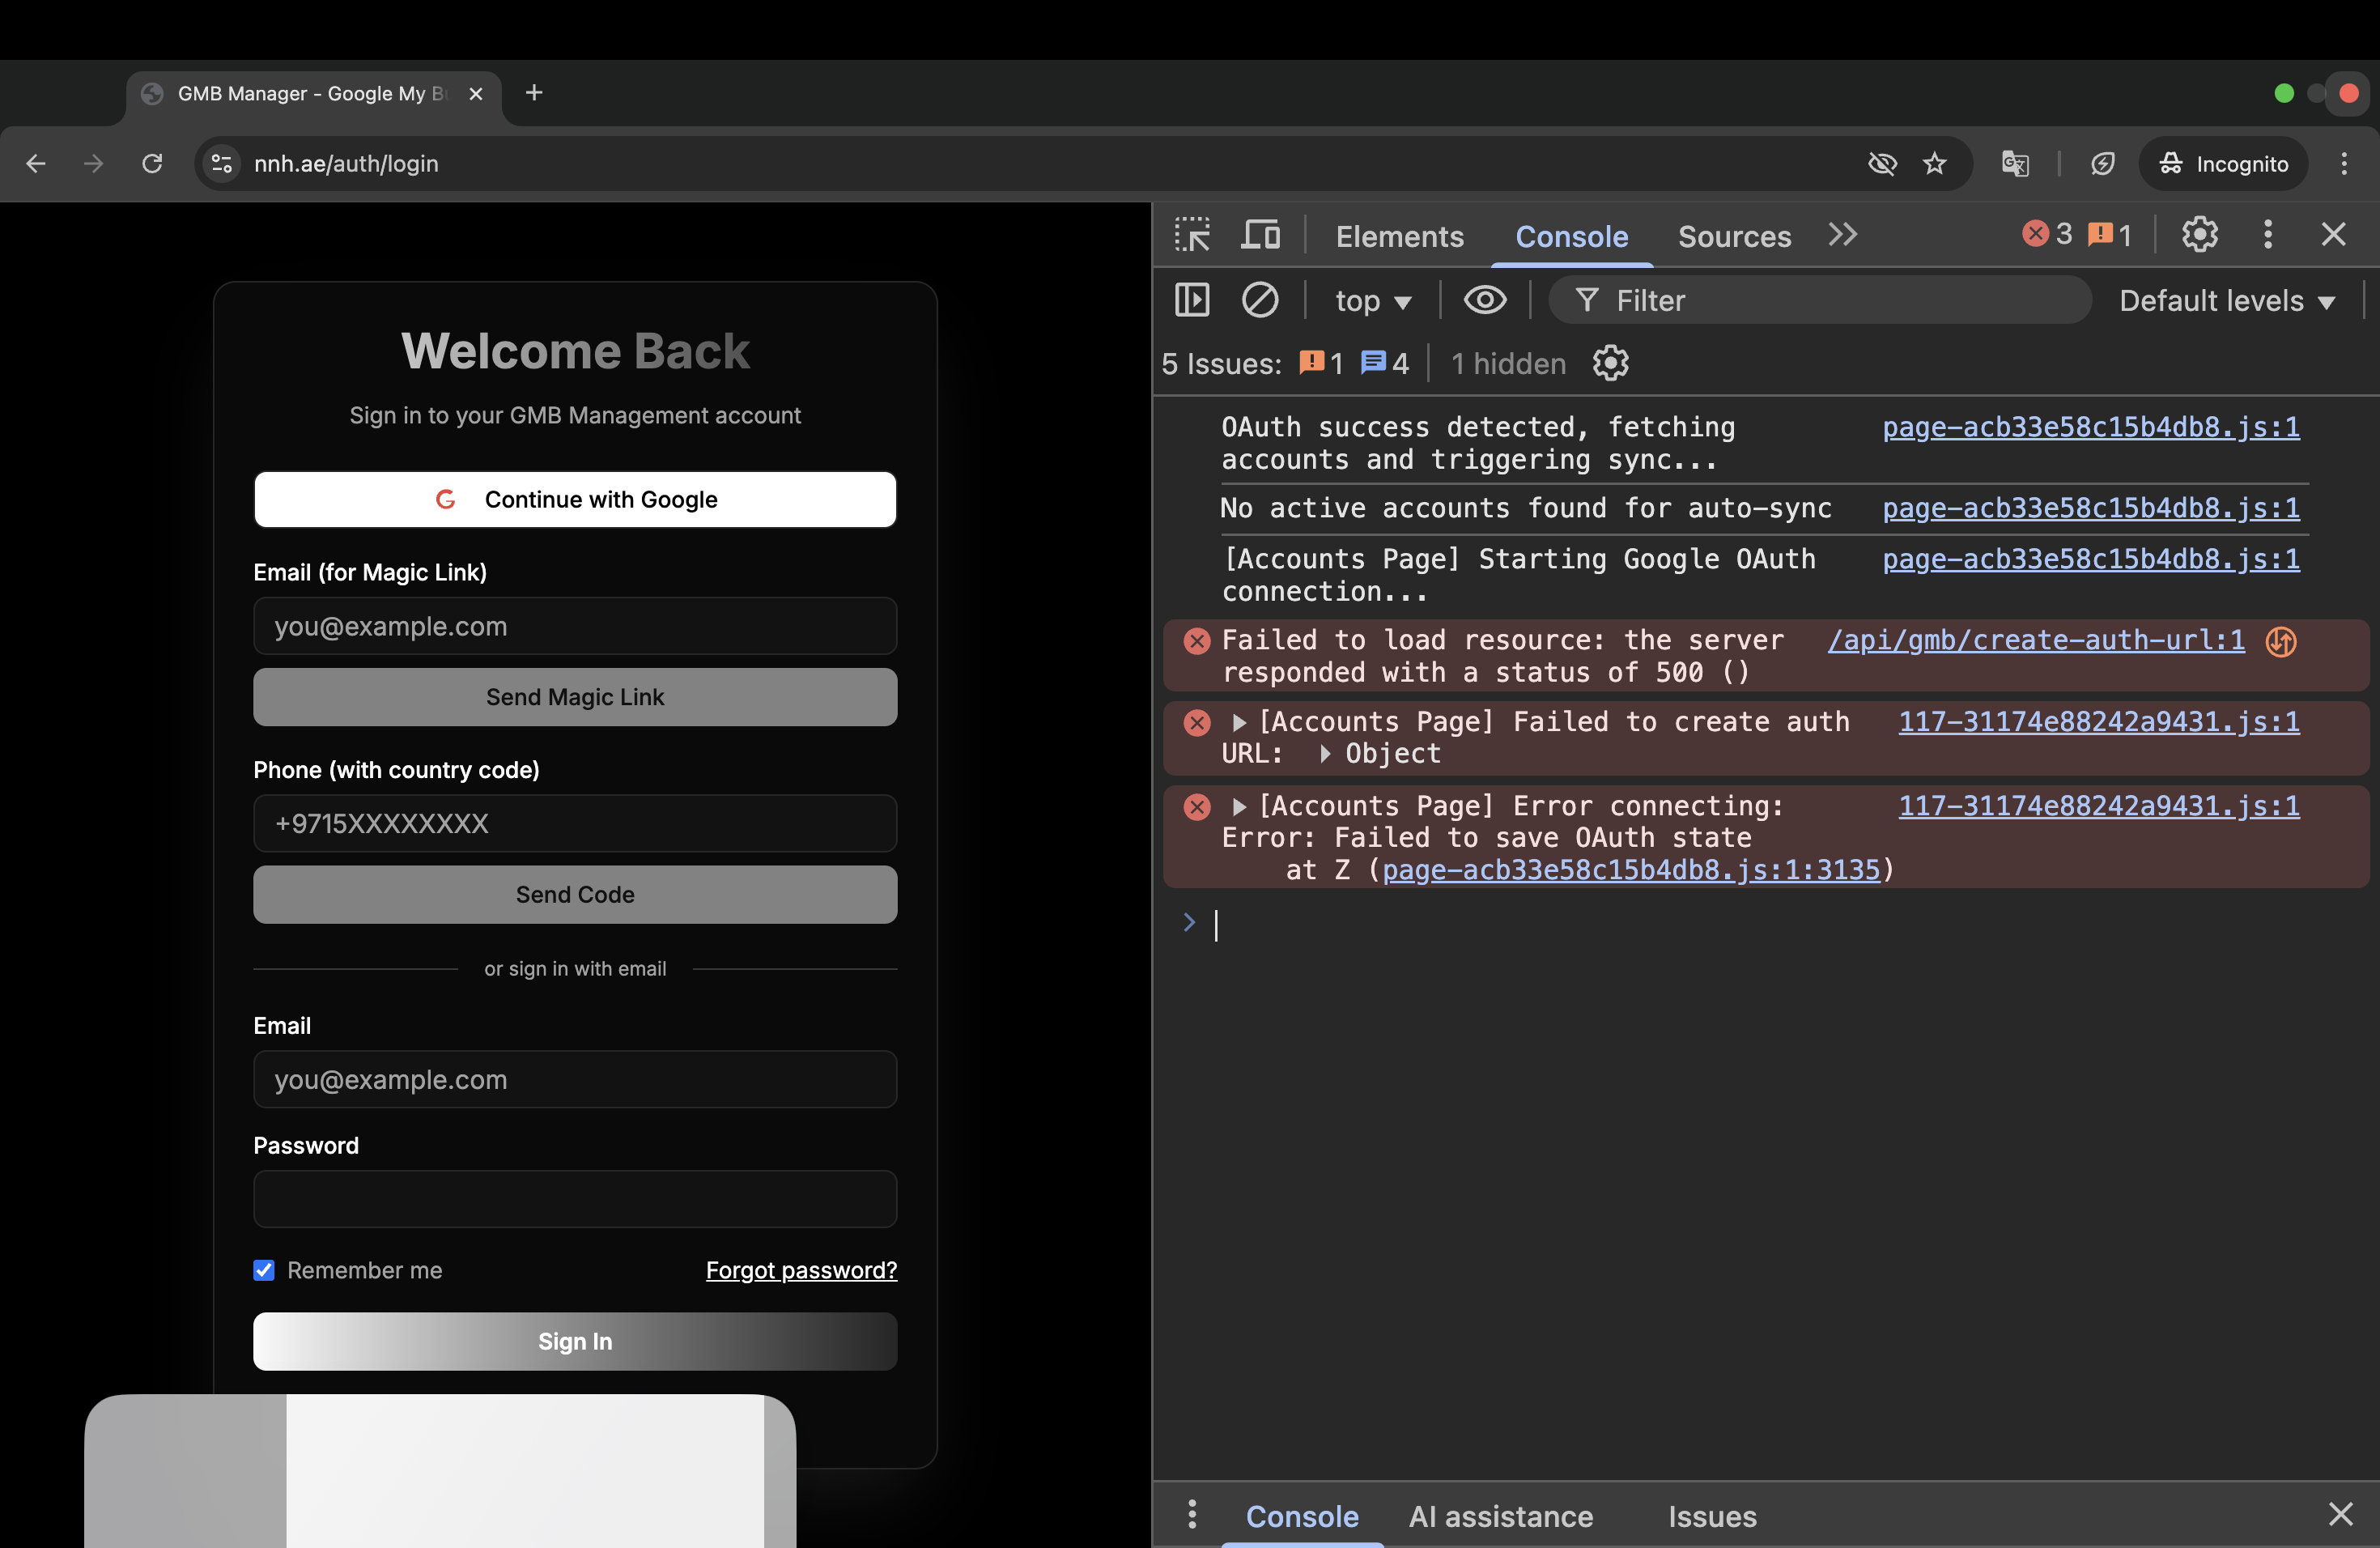 GMB Manager - Google My B
nnh.ae/auth/login
Incognito
Welcome Back
Sign in to your GMB Management account
Continue with Google
Email (for Magic Link)
you@example.com
Send Magic Link
Phone (with country code)
+9715XXXXXXXX
Send Code
or sign in with email
Email
you@example.com
Password
Remember me
Forgot password?
Sign In
Elements
Console
Sources
3
1
top
Filter
Default levels
5 Issues:
1
4
1 hidden
OAuth success detected, fetching page-acb33e58c15b4db8.js:1
accounts and triggering sync...
No active accounts found for auto-sync page-acb33e58c15b4db8.js:1
[Accounts Page] Starting Google OAuth page-acb33e58c15b4db8.js:1
connection...
Failed to load resource: the server /api/gmb/create-auth-url:1
responded with a status of 500 ()
[Accounts Page] Failed to create auth 117-31174e88242a9431.js:1
URL: Object
[Accounts Page] Error connecting: 117-31174e88242a9431.js:1
Error: Failed to save OAuth state
at Z (page-acb33e58c15b4db8.js:1:3135)
Console
AI assistance
Issues